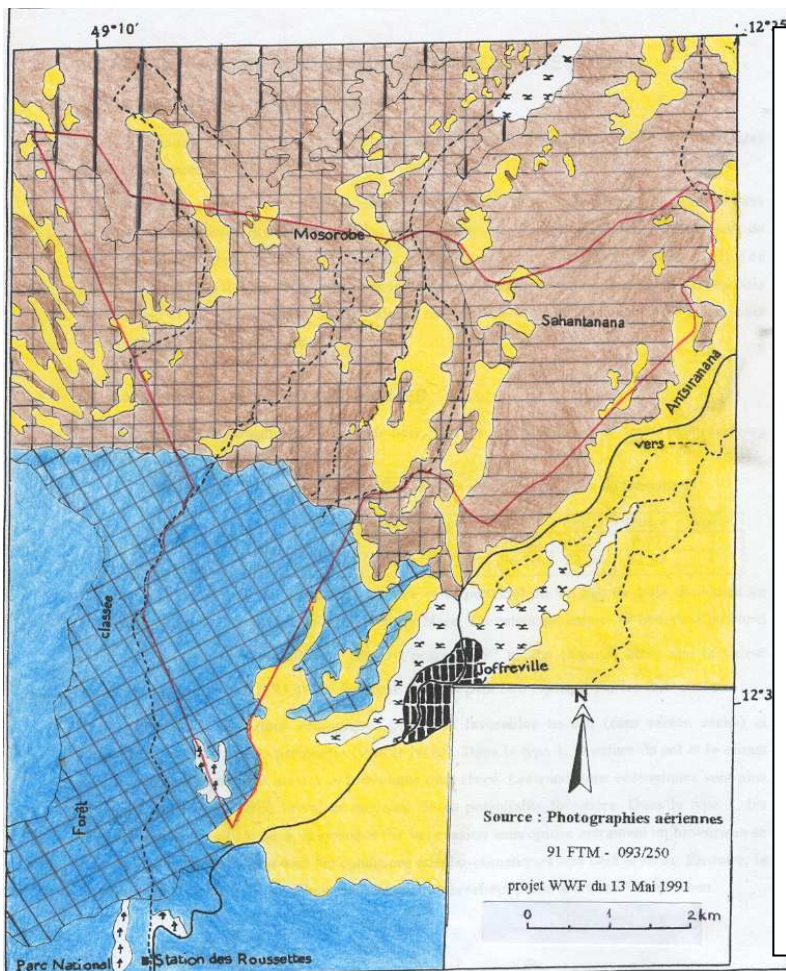 49°10'
12°25
Mosorobe
Sahantanana
Antsiranana
vers
classée
Joffreville
12°3
N
Forêt
Source : Photographies aériennes
91 FTM - 093/250
projet WWF du 13 Mai 1991
0 1 2 km
Parc National
Station des Roussettes